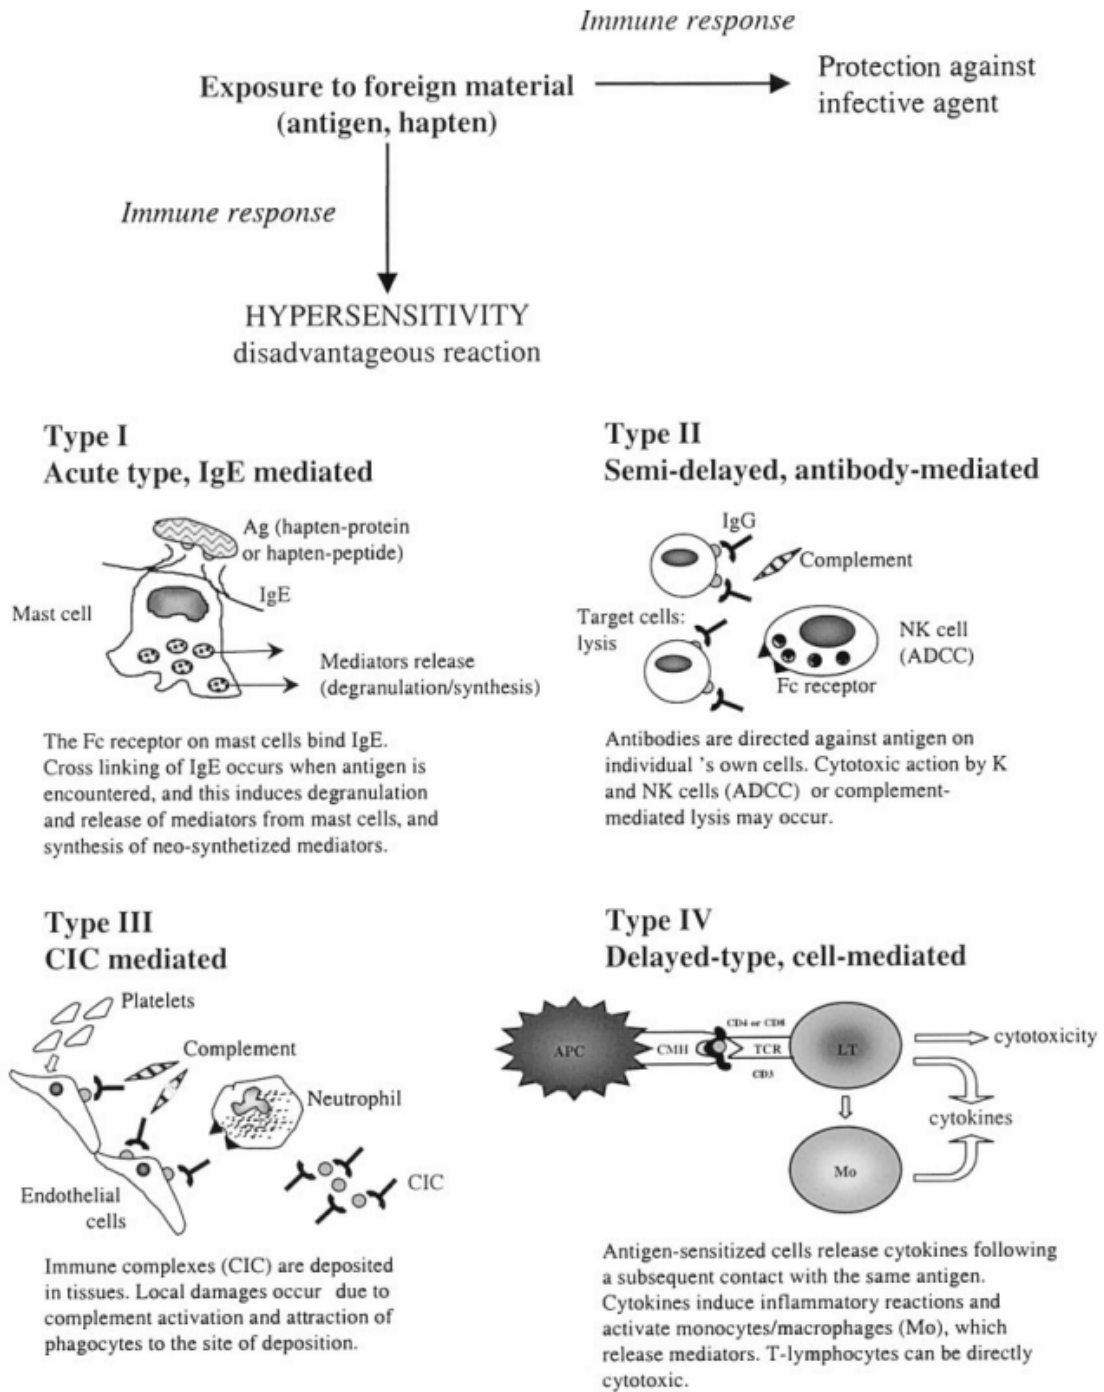 Immune response
Exposure to foreign material
(antigen, hapten)
Protection against
infective agent
Immune response
HYPERSENSITIVITY
disadvantageous reaction
Type I
Acute type, IgE mediated
Ag (hapten-protein
or hapten-peptide)
IgE
Mast cell
Mediators release
(degranulation/synthesis)
The Fc receptor on mast cells bind IgE.
Cross linking of IgE occurs when antigen is
encountered, and this induces degranulation
and release of mediators from mast cells, and
synthesis of neo-synthetized mediators.
Type II
Semi-delayed, antibody-mediated
IgG
Complement
Target cells:
lysis
NK cell
(ADCC)
Fc receptor
Antibodies are directed against antigen on
individual 's own cells. Cytotoxic action by K
and NK cells (ADCC) or complement-
mediated lysis may occur.
Type III
CIC mediated
Platelets
Complement
Neutrophil
CIC
Endothelial
cells
Immune complexes (CIC) are deposited
in tissues. Local damages occur due to
complement activation and attraction of
phagocytes to the site of deposition.
Type IV
Delayed-type, cell-mediated
APC
CMH
CD4 or CD8
TCR
CD3
LT
cytotoxicity
cytokines
Mo
Antigen-sensitized cells release cytokines following
a subsequent contact with the same antigen.
Cytokines induce inflammatory reactions and
activate monocytes/macrophages (Mo), which
release mediators. T-lymphocytes can be directly
cytotoxic.